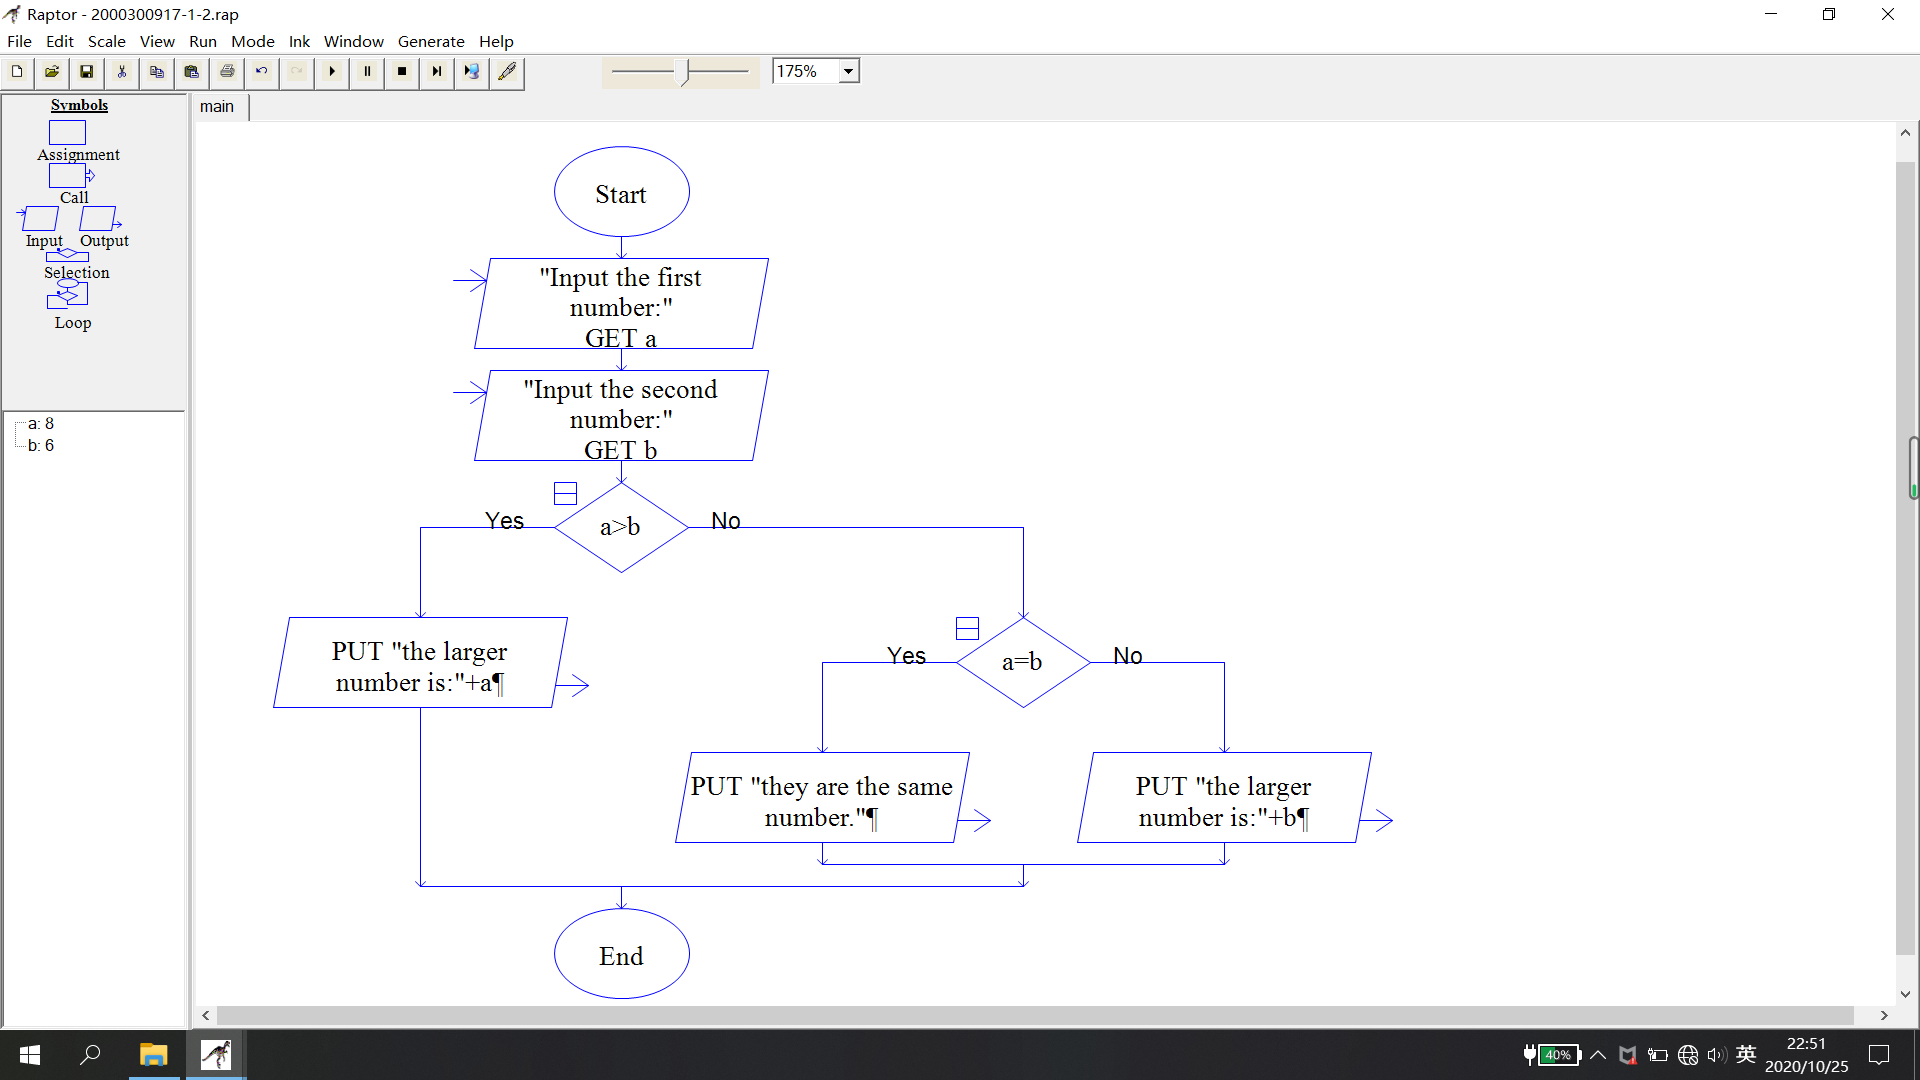 Raptor - 2000300917-1-2.rap
File Edit Scale View Run Mode Ink Window Generate Help
175%
Symbols
Assignment
Call
Input Output
Selection
Loop
a: 8
b: 6
main
Start
"Input the first
number:"
GET a
"Input the second
number:"
GET b
Yes a>b No
PUT "the larger
number is:"+a¶
Yes a=b No
PUT "they are the same
number."¶
PUT "the larger
number is:"+b¶
End
40%
英
22:51
2020/10/25